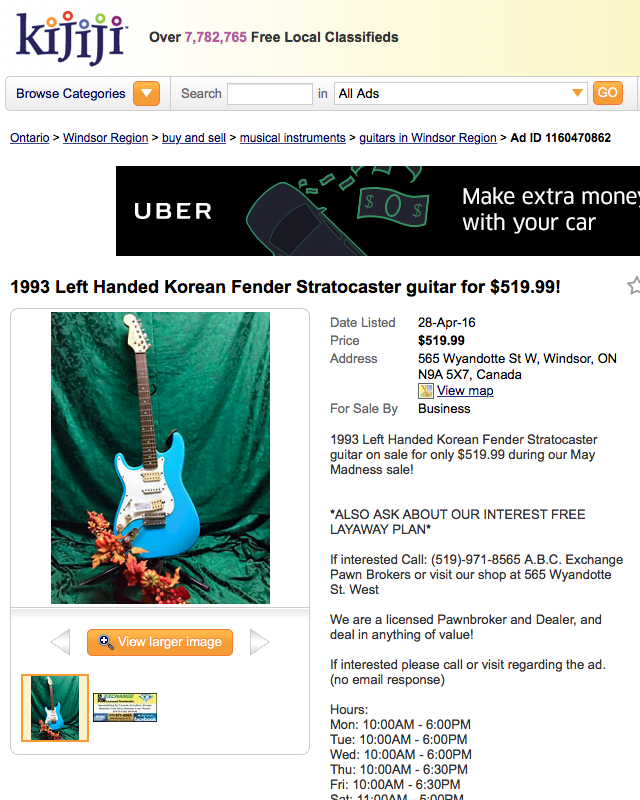 kijiji™
Over 7,782,765 Free Local Classifieds
Browse Categories
Search in All Ads GO
Ontario > Windsor Region > buy and sell > musical instruments > guitars in Windsor Region > Ad ID 1160470862
UBER
Make extra money
with your car
1993 Left Handed Korean Fender Stratocaster guitar for $519.99!
Date Listed 28-Apr-16
Price $519.99
Address 565 Wyandotte St W, Windsor, ON
N9A 5X7, Canada
View map
For Sale By Business
1993 Left Handed Korean Fender Stratocaster
guitar on sale for only $519.99 during our May
Madness sale!
*ALSO ASK ABOUT OUR INTEREST FREE
LAYAWAY PLAN*
If interested Call: (519)-971-8565 A.B.C. Exchange
Pawn Brokers or visit our shop at 565 Wyandotte
St. West
We are a licensed Pawnbroker and Dealer, and
deal in anything of value!
If interested please call or visit regarding the ad.
(no email response)
Hours:
Mon: 10:00AM - 6:00PM
Tue: 10:00AM - 6:00PM
Wed: 10:00AM - 6:00PM
Thu: 10:00AM - 6:30PM
Fri: 10:00AM - 6:30PM
Sat: 11:00AM - 5:00PM
View larger image
EXCHANGE
facebook